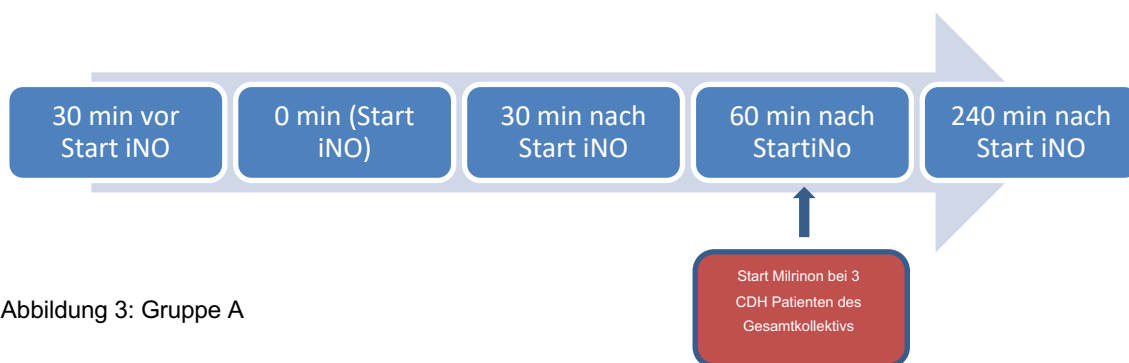 30 min vor
Start iNO
0 min (Start
iNO)
30 min nach
Start iNO
60 min nach
StartiNo
240 min nach
Start iNO
Start Milrinon bei 3
CDH Patienten des
Gesamtkollektivs
Abbildung 3: Gruppe A